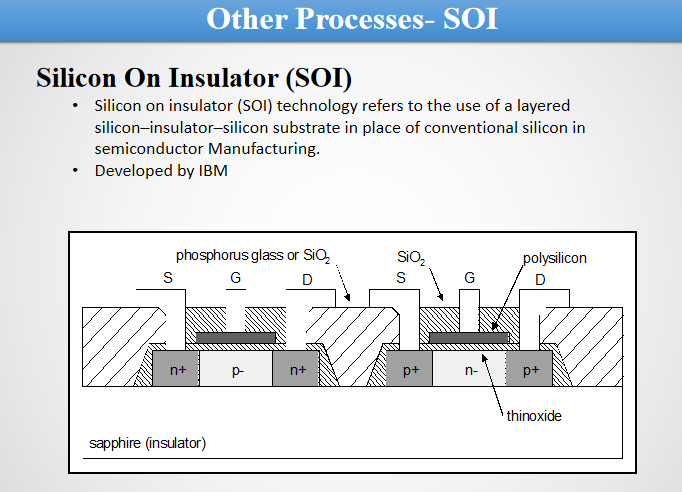 Other Processes- SOI
Silicon On Insulator (SOI)
• Silicon on insulator (SOI) technology refers to the use of a layered
silicon–insulator–silicon substrate in place of conventional silicon in
semiconductor Manufacturing.
• Developed by IBM
phosphorus glass or SiO₂ SiO₂ polysilicon
S G D S G D
n+ p- n+ p+ n- p+
thinoxide
sapphire (insulator)